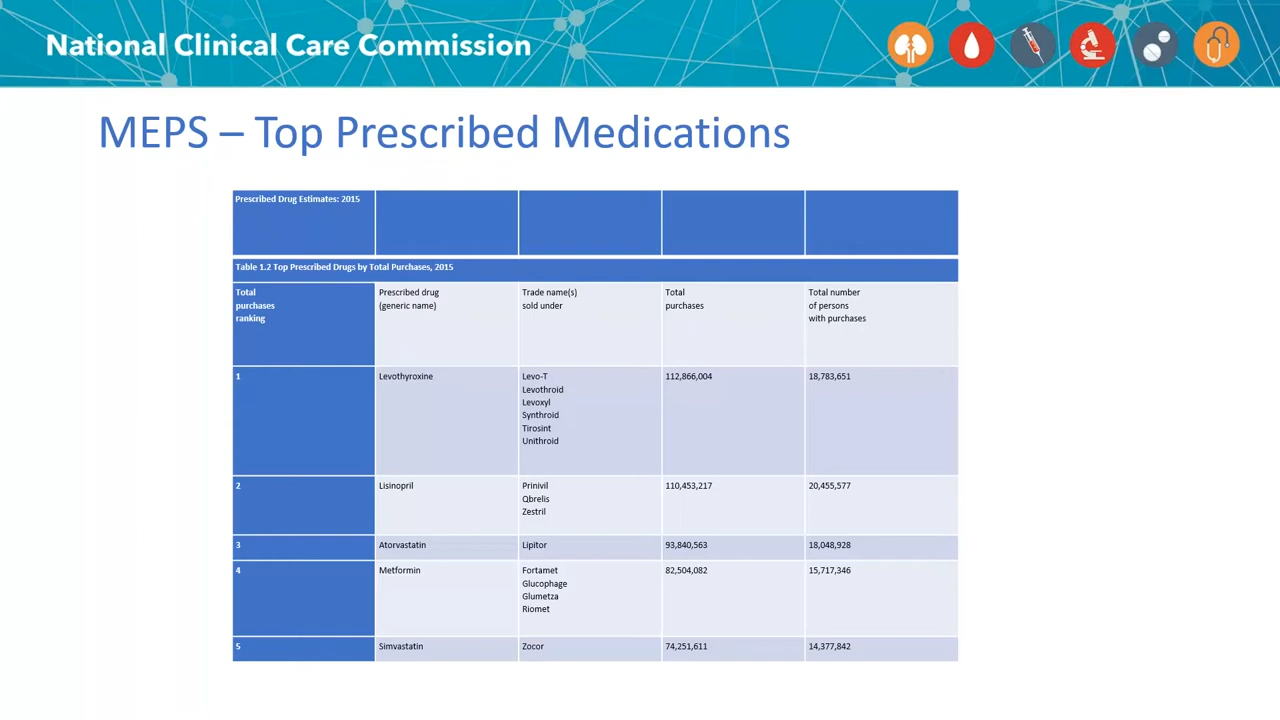 National Clinical Care Commission
MEPS – Top Prescribed Medications
Prescribed Drug Estimates: 2015
Table 1.2 Top Prescribed Drugs by Total Purchases, 2015
Total
purchases
ranking
Prescribed drug
(generic name)
Trade name(s)
sold under
Total
purchases
Total number
of persons
with purchases
1
Levothyroxine
Levo-T
Levothroid
Levoxyl
Synthroid
Tirosint
Unithroid
112,866,004
18,783,651
2
Lisinopril
Prinivil
Qbrelis
Zestril
110,453,217
20,455,577
3
Atorvastatin
Lipitor
93,840,563
18,048,928
4
Metformin
Fortamet
Glucophage
Glumetza
Riomet
82,504,082
15,717,346
5
Simvastatin
Zocor
74,251,611
14,377,842